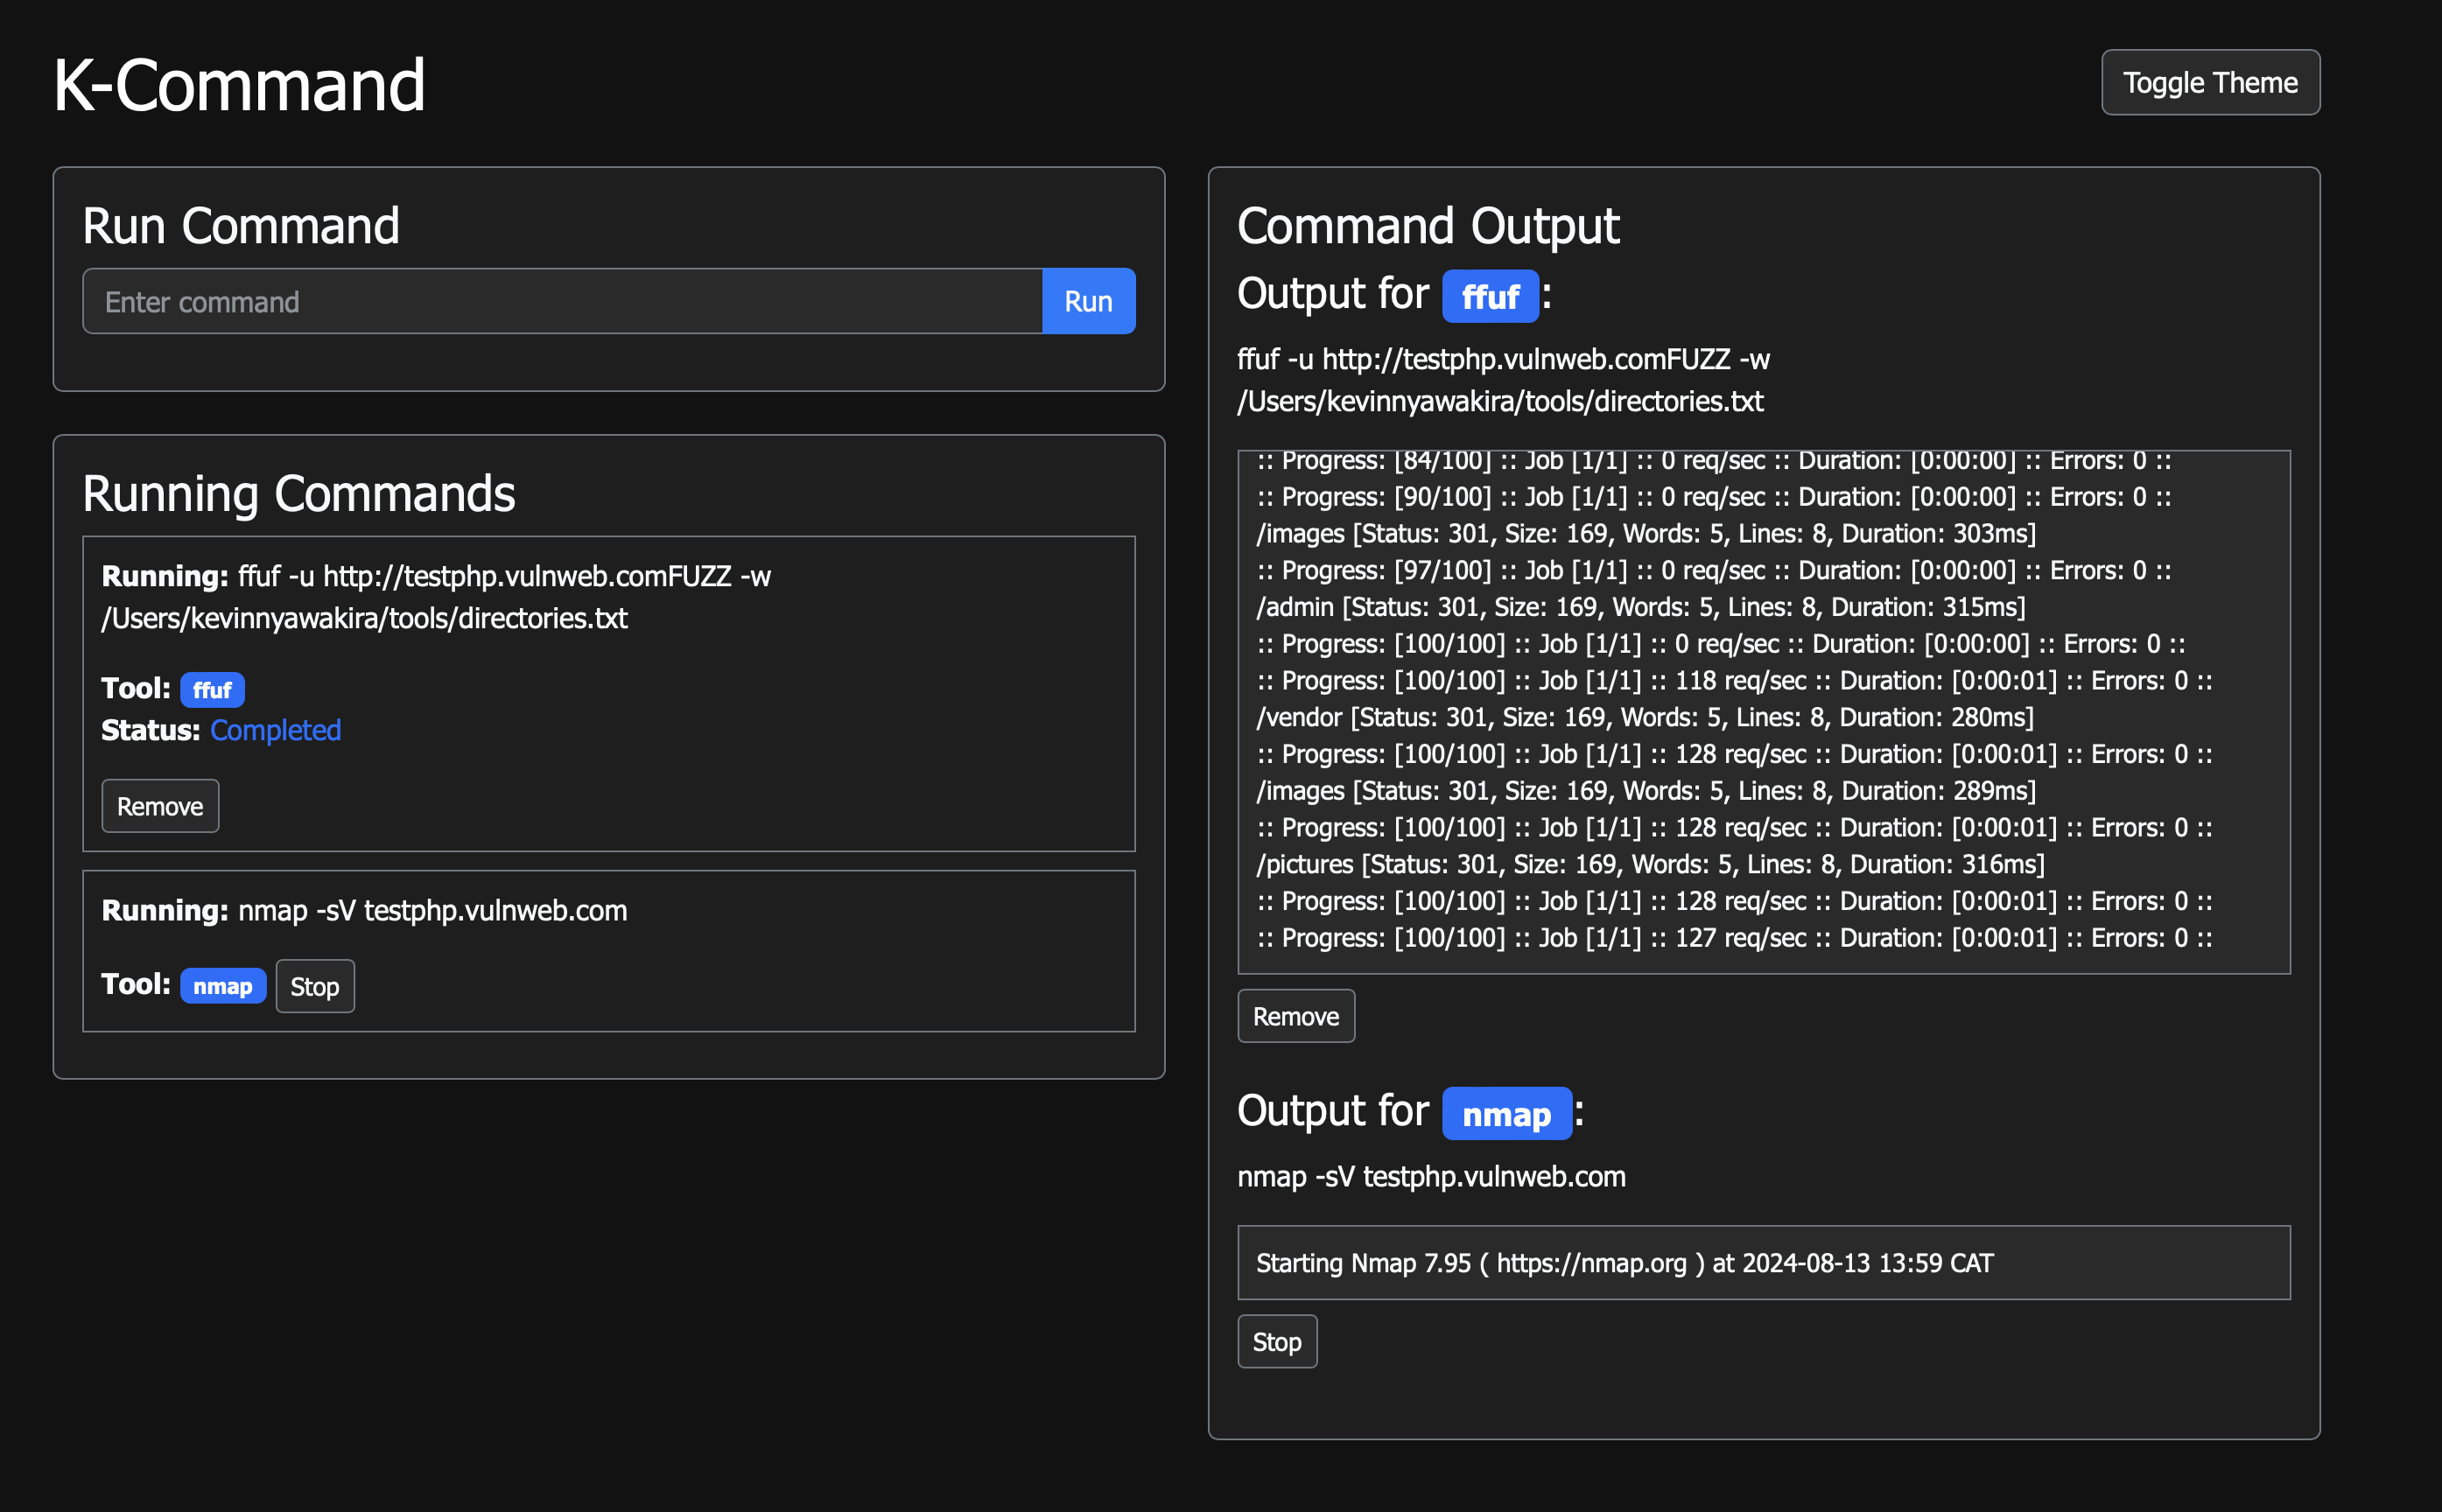 K-Command
Toggle Theme
Run Command
Enter command
Run
Running Commands
Running: ffuf -u http://testphp.vulnweb.comFUZZ -w
/Users/kevinnyawakira/tools/directories.txt
Tool: ffuf
Status: Completed
Remove
Running: nmap -sV testphp.vulnweb.com
Tool: nmap Stop
Command Output
Output for ffuf:
ffuf -u http://testphp.vulnweb.comFUZZ -w
/Users/kevinnyawakira/tools/directories.txt
:: Progress: [84/100] :: Job [1/1] :: 0 req/sec :: Duration: [0:00:00] :: Errors: 0 ::
:: Progress: [90/100] :: Job [1/1] :: 0 req/sec :: Duration: [0:00:00] :: Errors: 0 ::
/images [Status: 301, Size: 169, Words: 5, Lines: 8, Duration: 303ms]
:: Progress: [97/100] :: Job [1/1] :: 0 req/sec :: Duration: [0:00:00] :: Errors: 0 ::
/admin [Status: 301, Size: 169, Words: 5, Lines: 8, Duration: 315ms]
:: Progress: [100/100] :: Job [1/1] :: 0 req/sec :: Duration: [0:00:00] :: Errors: 0 ::
:: Progress: [100/100] :: Job [1/1] :: 118 req/sec :: Duration: [0:00:01] :: Errors: 0 ::
/vendor [Status: 301, Size: 169, Words: 5, Lines: 8, Duration: 280ms]
:: Progress: [100/100] :: Job [1/1] :: 128 req/sec :: Duration: [0:00:01] :: Errors: 0 ::
/images [Status: 301, Size: 169, Words: 5, Lines: 8, Duration: 289ms]
:: Progress: [100/100] :: Job [1/1] :: 128 req/sec :: Duration: [0:00:01] :: Errors: 0 ::
/pictures [Status: 301, Size: 169, Words: 5, Lines: 8, Duration: 316ms]
:: Progress: [100/100] :: Job [1/1] :: 128 req/sec :: Duration: [0:00:01] :: Errors: 0 ::
:: Progress: [100/100] :: Job [1/1] :: 127 req/sec :: Duration: [0:00:01] :: Errors: 0 ::
Remove
Output for nmap:
nmap -sV testphp.vulnweb.com
Starting Nmap 7.95 ( https://nmap.org ) at 2024-08-13 13:59 CAT
Stop